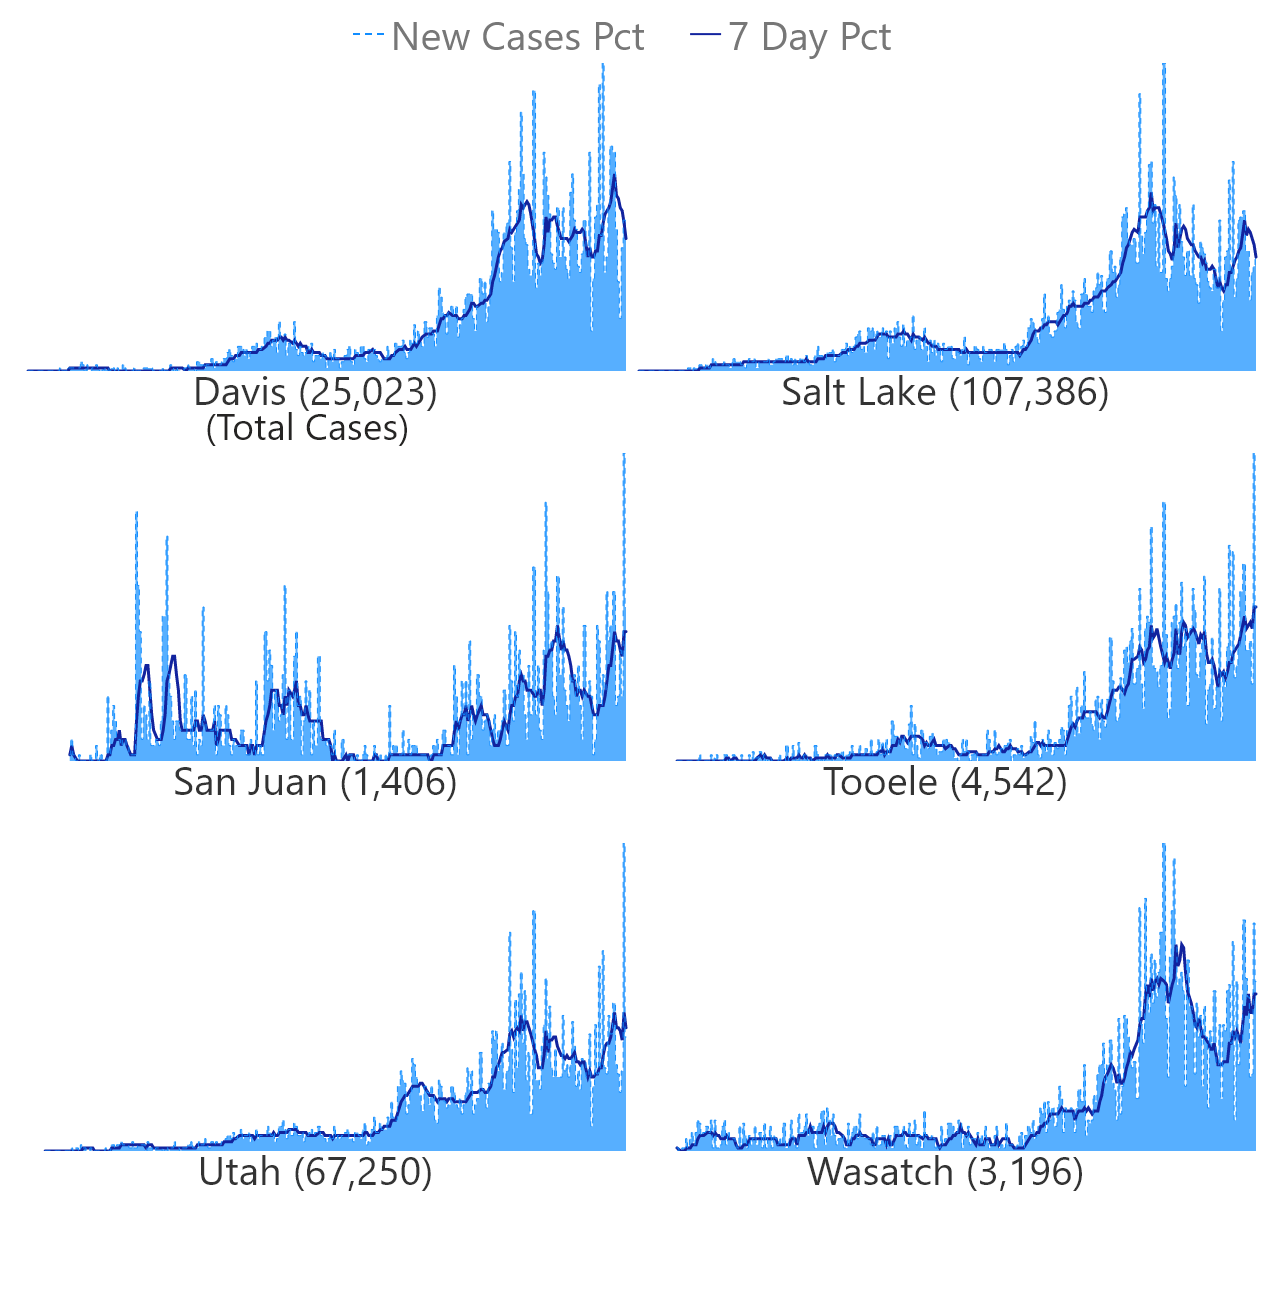 New Cases Pct 7 Day Pct
Davis (25,023)
(Total Cases)
Salt Lake (107,386)
San Juan (1,406)
Tooele (4,542)
Utah (67,250)
Wasatch (3,196)